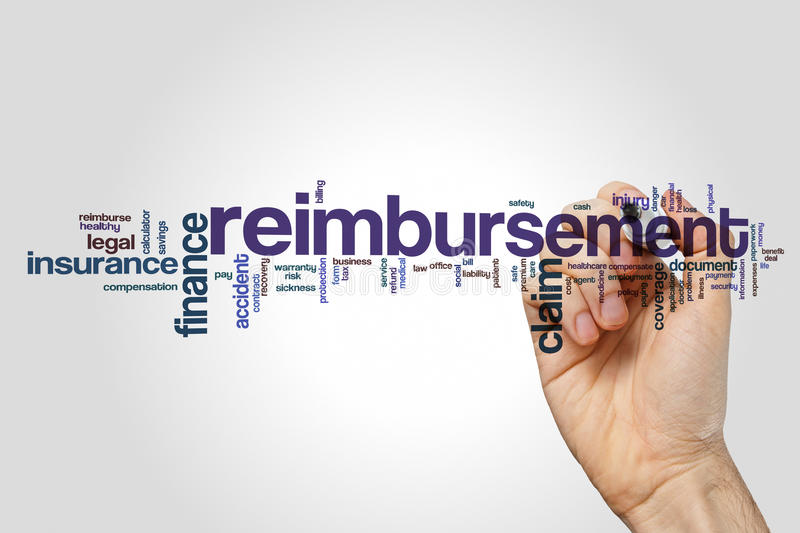 reimbursement
finance
insurance
claim
legal
reimburse
healthy
calculator
savings
compensation
billing
pay
accident
contract
recovery
warranty
risk
sickness
protection
form
business
tax
service
refund
medical
law
office
social
bill
liability
patient
safety
safe
premium
care
cash
healthcare
cost
agent
medicine
compensate
employment
policy
paying
coverage
injury
danger
car
financial
health
loss
physical
document
application
doctor
problem
illness
payment
security
information
paperwork
expenses
money
benefit
deal
life